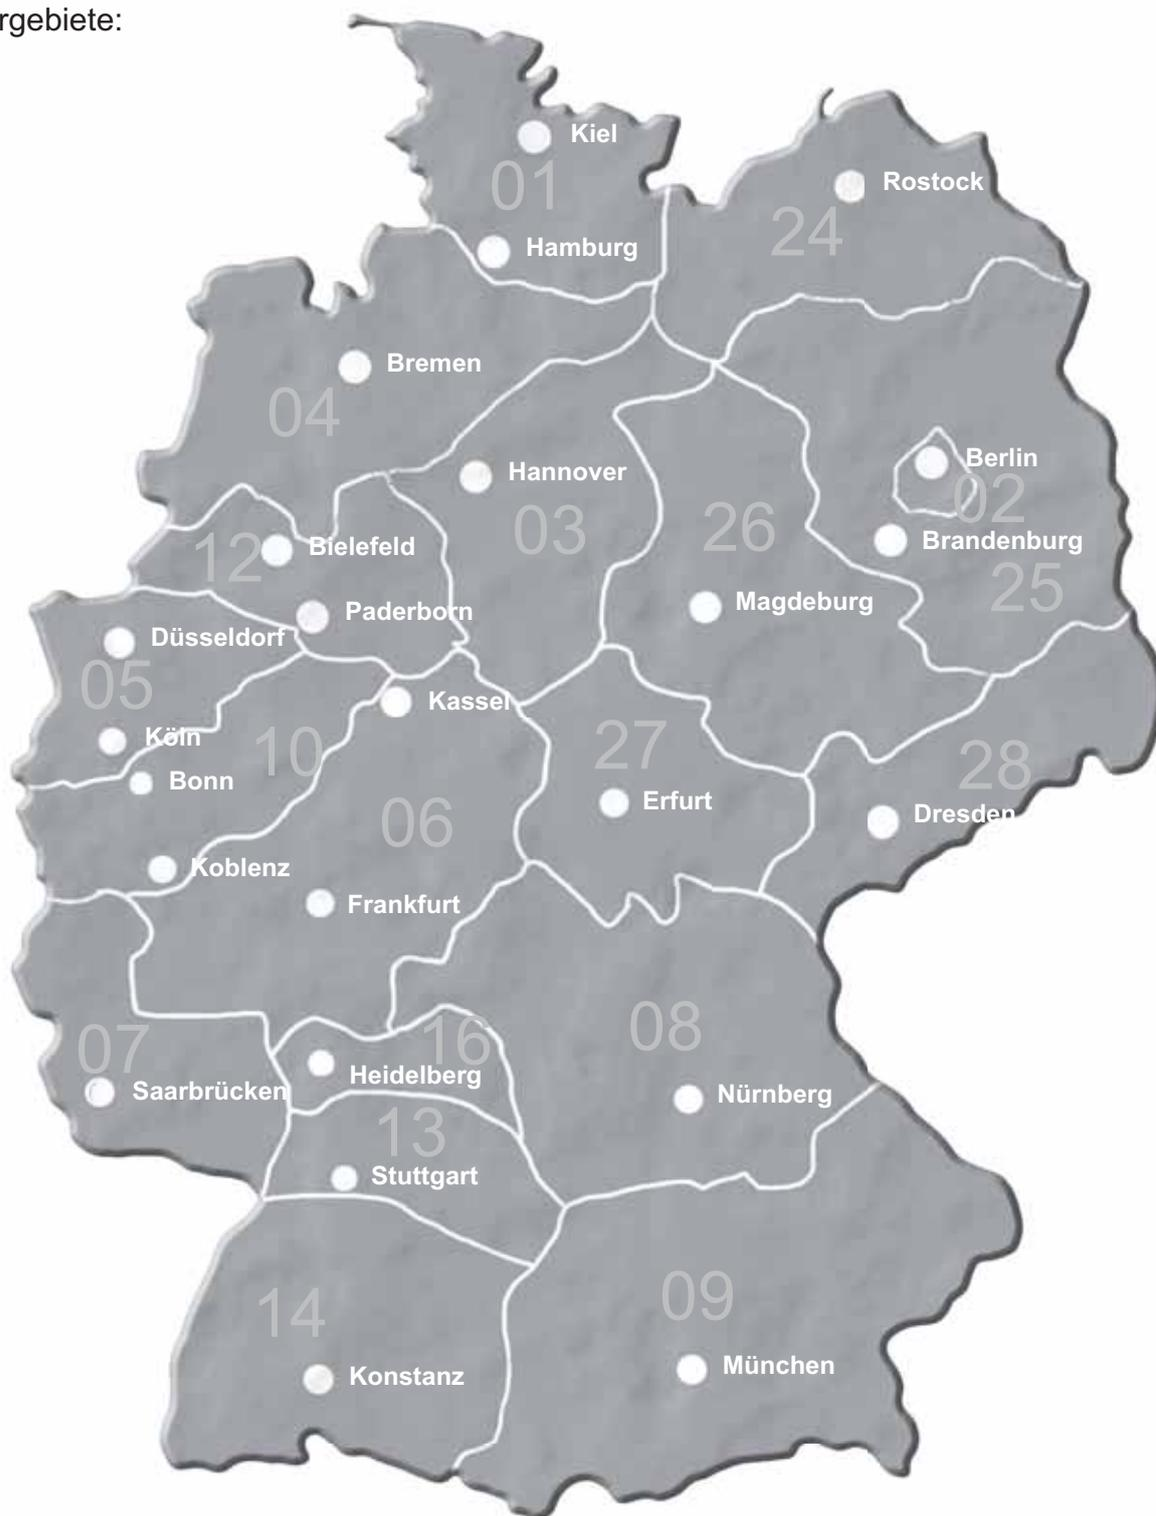 rgebiete:
Kiel
01
Rostock
24
Hamburg
Bremen
04
Berlin
Hannover
02
03
26
Brandenburg
12
Bielefeld
25
Magdeburg
Paderborn
Düsseldorf
05
Kassel
Köln
10
27
28
Bonn
Erfurt
Dresden
06
Koblenz
Frankfurt
08
07
16
Heidelberg
Saarbrücken
Nürnberg
13
Stuttgart
09
14
München
Konstanz